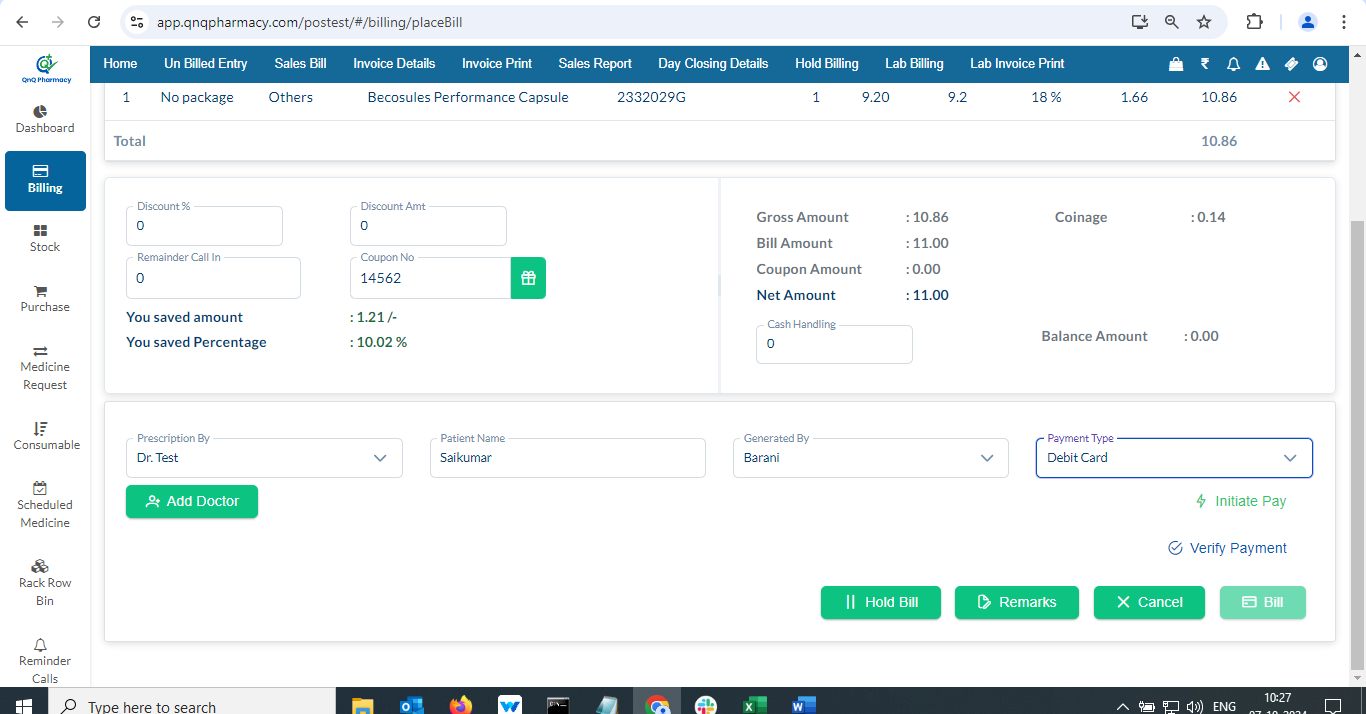 app.qnqpharmacy.com/postest/#/billing/placeBill
QnQ Pharmacy
Home Un Billed Entry Sales Bill Invoice Details Invoice Print Sales Report Day Closing Details Hold Billing Lab Billing Lab Invoice Print
Dashboard
Billing
Stock
Purchase
Medicine
Request
Consumable
Scheduled
Medicine
Rack Row
Bin
Reminder
Calls
1 No package Others Becosules Performance Capsule 2332029G 1 9.20 9.2 18 % 1.66 10.86
Total 10.86
Discount % Discount Amt
0 0
Remainder Call In Coupon No
0 14562
You saved amount : 1.21 /-
You saved Percentage : 10.02 %
Gross Amount : 10.86 Coinage : 0.14
Bill Amount : 11.00
Coupon Amount : 0.00
Net Amount : 11.00
Cash Handling
0
Balance Amount : 0.00
Prescription By Patient Name Generated By Payment Type
Dr. Test Saikumar Barani Debit Card
Add Doctor Initiate Pay
Verify Payment
Hold Bill Remarks Cancel Bill
Type here to search
ENG
10:27